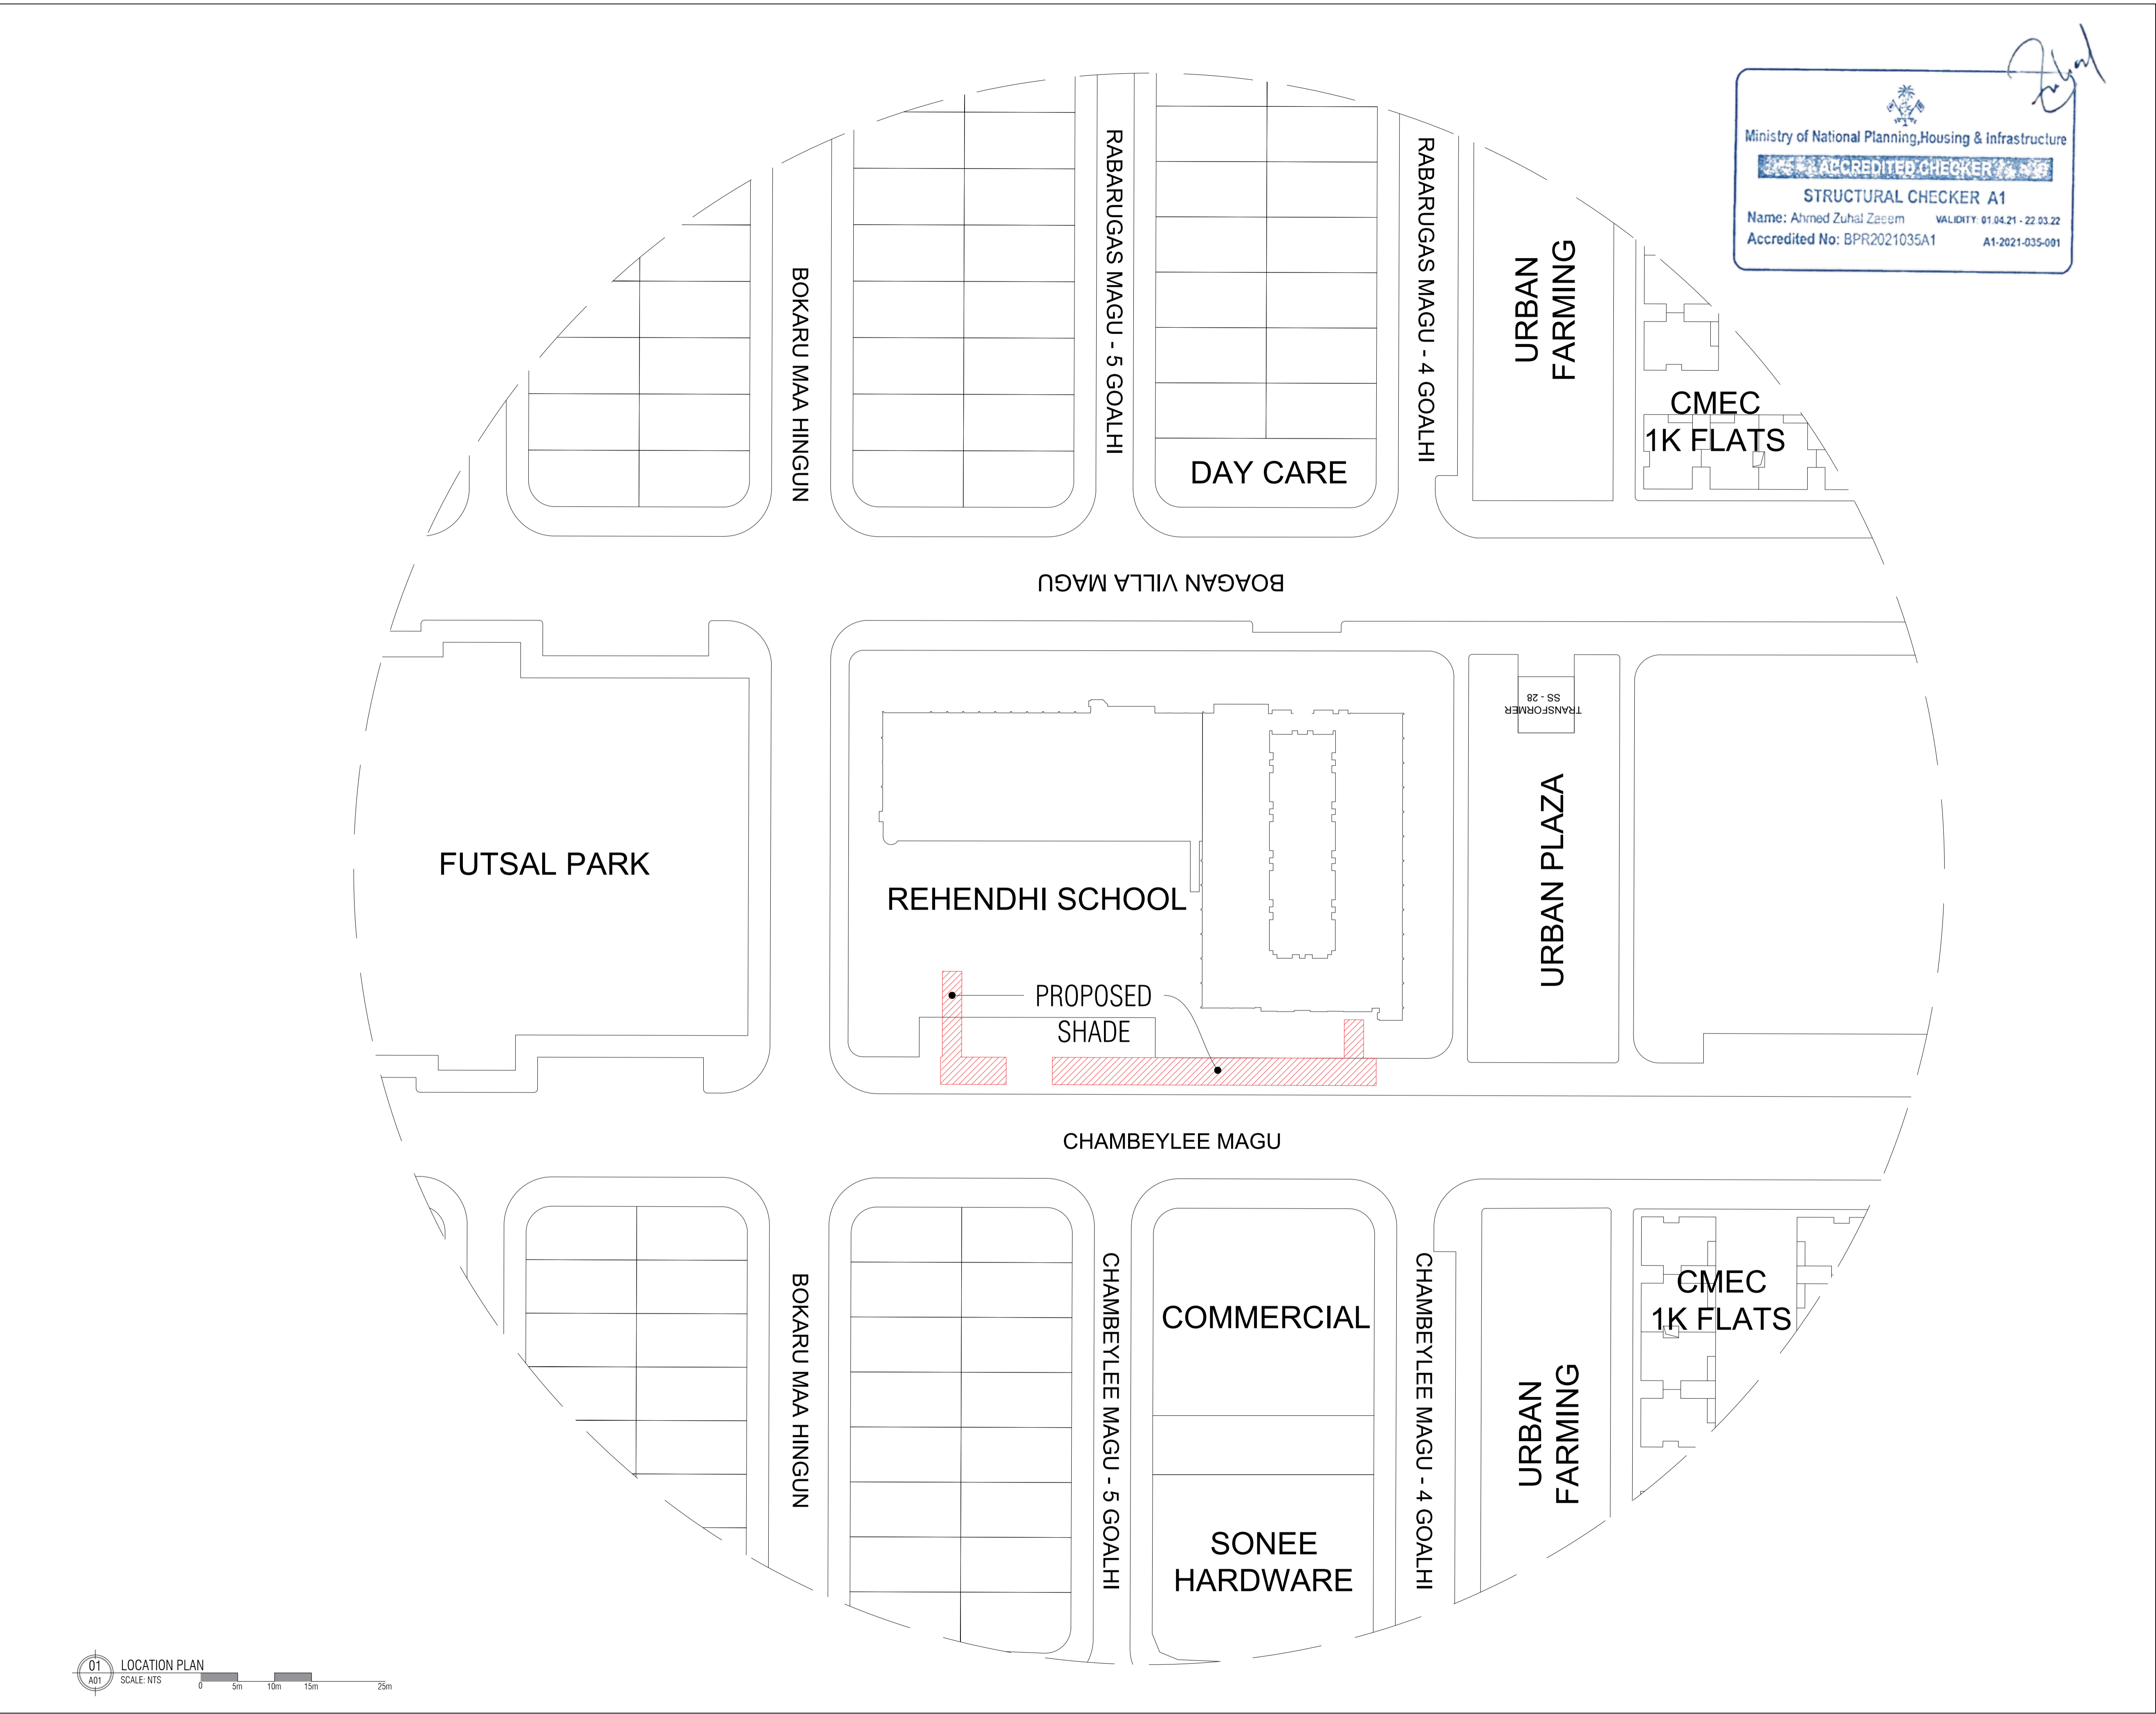 Ministry of National Planning,Housing & Infrastructure
ACCREDITED CHECKER
STRUCTURAL CHECKER A1
Name: Ahmed Zuhal Zaeem VALIDITY: 01.04.21 - 22.03.22
Accredited No: BPR2021035A1 A1-2021-035-001
BOKARU MAA HINGUN
RABARUGAS MAGU - 5 GOALHI
RABARUGAS MAGU - 4 GOALHI
URBAN
FARMING
CMEC
1K FLATS
DAY CARE
BOAGAN VILLA MAGU
TRANSFORMER
SS - 28
FUTSAL PARK
REHENDHI SCHOOL
URBAN PLAZA
PROPOSED
SHADE
CHAMBEYLEE MAGU
BOKARU MAA HINGUN
CHAMBEYLEE MAGU - 5 GOALHI
COMMERCIAL
CHAMBEYLEE MAGU - 4 GOALHI
CMEC
1K FLATS
URBAN
FARMING
SONEE
HARDWARE
01
A01
LOCATION PLAN
SCALE: NTS
0 5m 10m 15m 25m